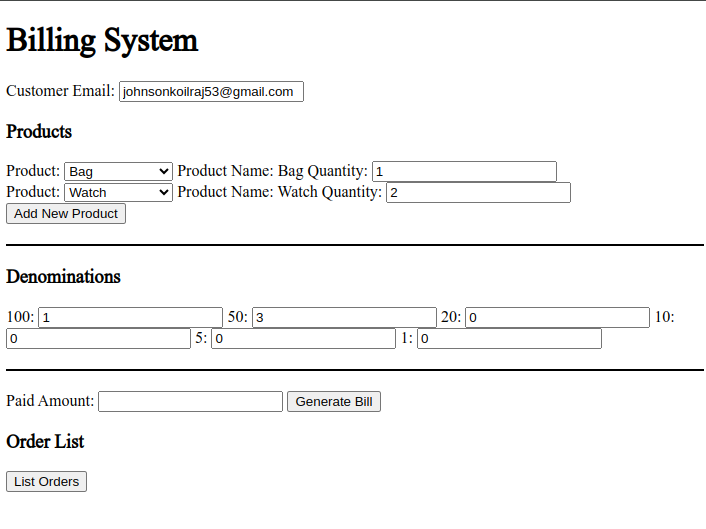 Billing System
Customer Email: johnsonkoilraj53@gmail.com
Products
Product: Bag Product Name: Bag Quantity: 1
Product: Watch Product Name: Watch Quantity: 2
Add New Product
Denominations
100: 1 50: 3 20: 0 10:
0 5: 0 1: 0
Paid Amount: Generate Bill
Order List
List Orders